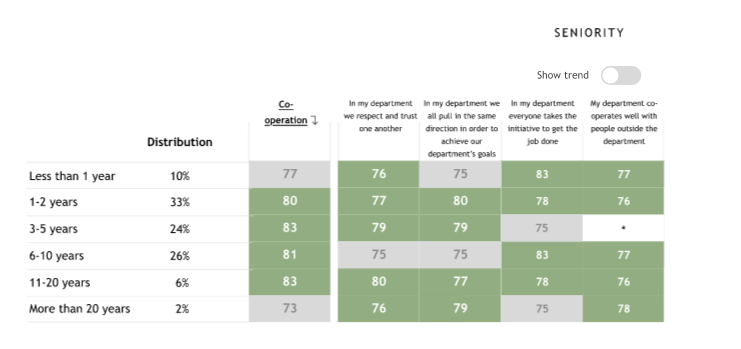 SENIORITY
Show trend
Co-
operation ↴
In my department
we respect and trust
one another
In my department we
all pull in the same
direction in order to
achieve our
department's goals
In my department
everyone takes the
initiative to get the
job done
My department co-
operates well with
people outside the
department
Distribution
Less than 1 year 10% 77 76 75 83 77
1-2 years 33% 80 77 80 78 76
3-5 years 24% 83 79 79 75 *
6-10 years 26% 81 75 75 83 77
11-20 years 6% 83 80 77 78 76
More than 20 years 2% 73 76 79 75 78